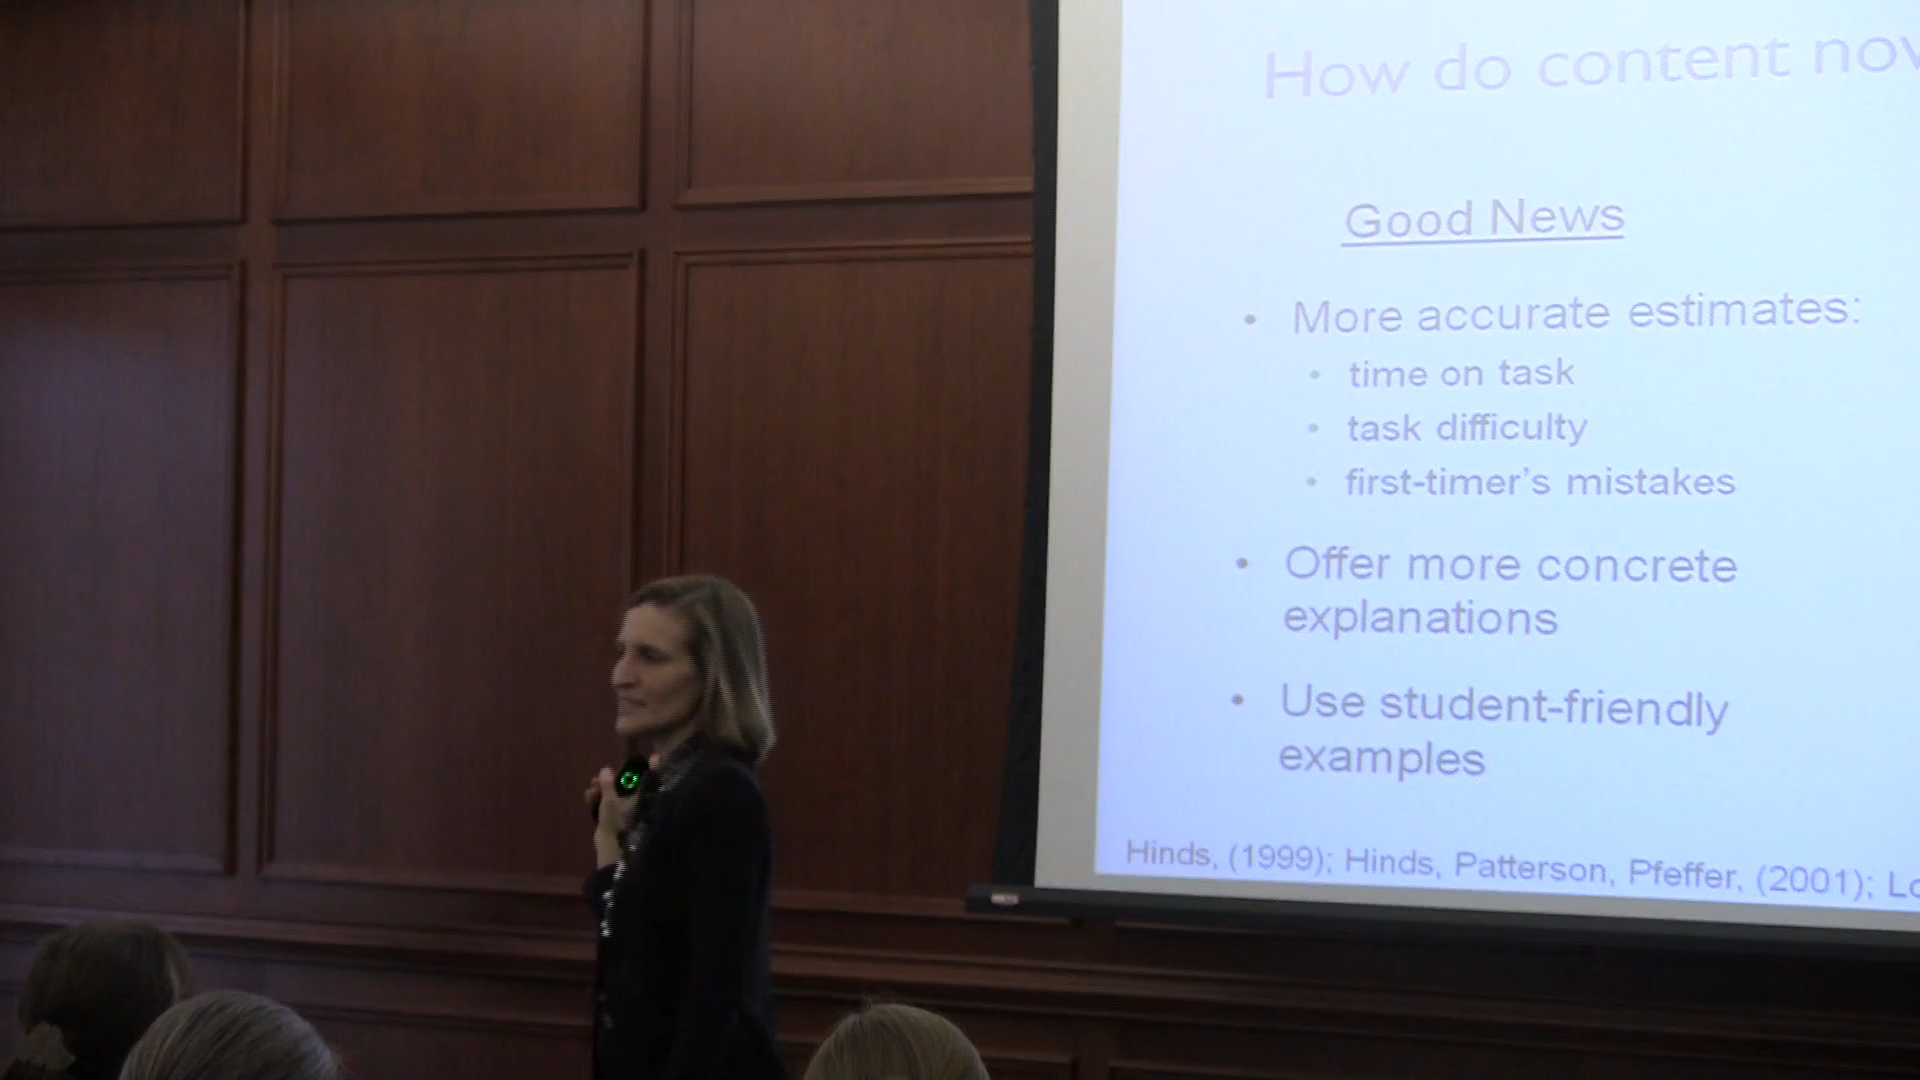 How do content nov
Good News
• More accurate estimates:
• time on task
• task difficulty
• first-timer's mistakes
• Offer more concrete
explanations
• Use student-friendly
examples
Hinds, (1999); Hinds, Patterson, Pfeffer, (2001); Lo